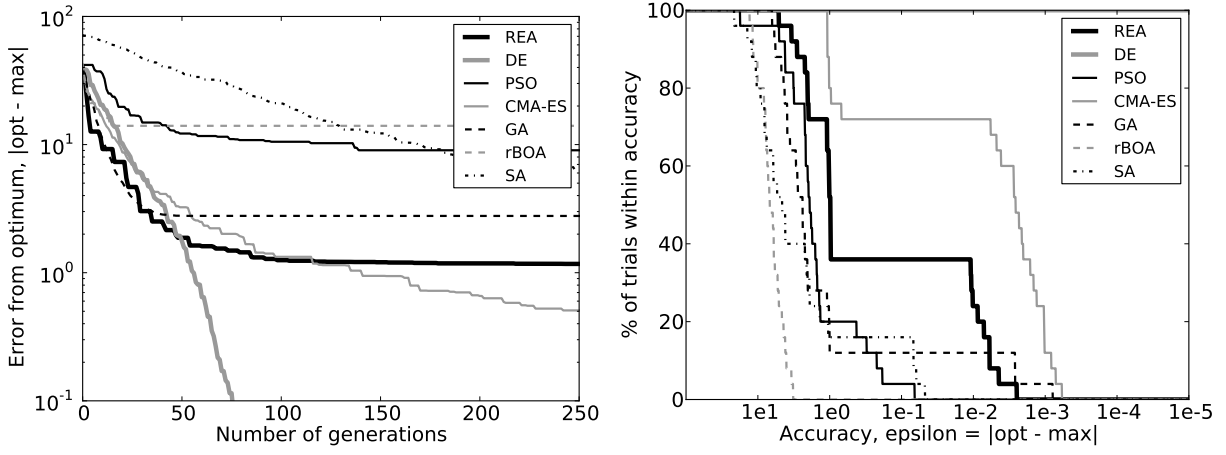 10^2
10^1
10^0
10^-1
Error from optimum, |opt - max|
0
50
100
150
200
250
Number of generations
REA
DE
PSO
CMA-ES
GA
rBOA
SA
100
80
60
40
20
0
% of trials within accuracy
1e1
1e0
1e-1
1e-2
1e-3
1e-4
1e-5
Accuracy, epsilon = |opt - max|
REA
DE
PSO
CMA-ES
GA
rBOA
SA